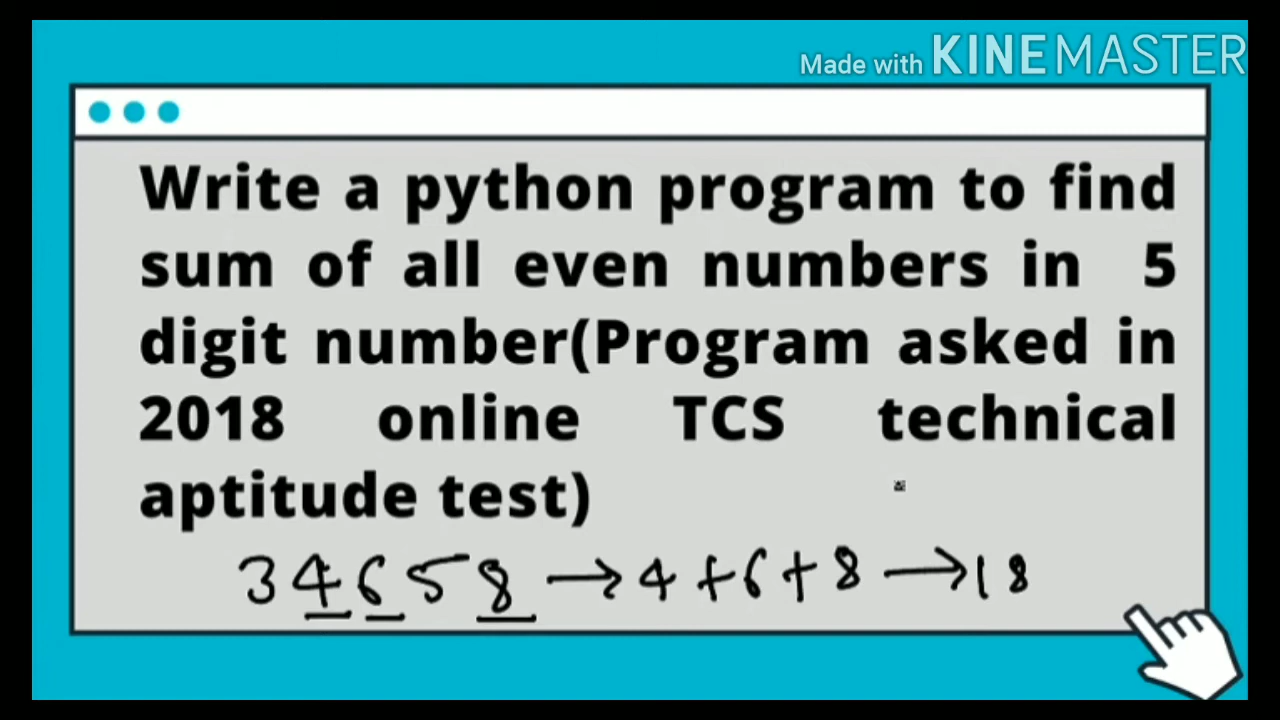 Made with KINEMASTER
Write a python program to find
sum of all even numbers in 5
digit number(Program asked in
2018 online TCS technical
aptitude test)
34658 → 4+6+8 → 18